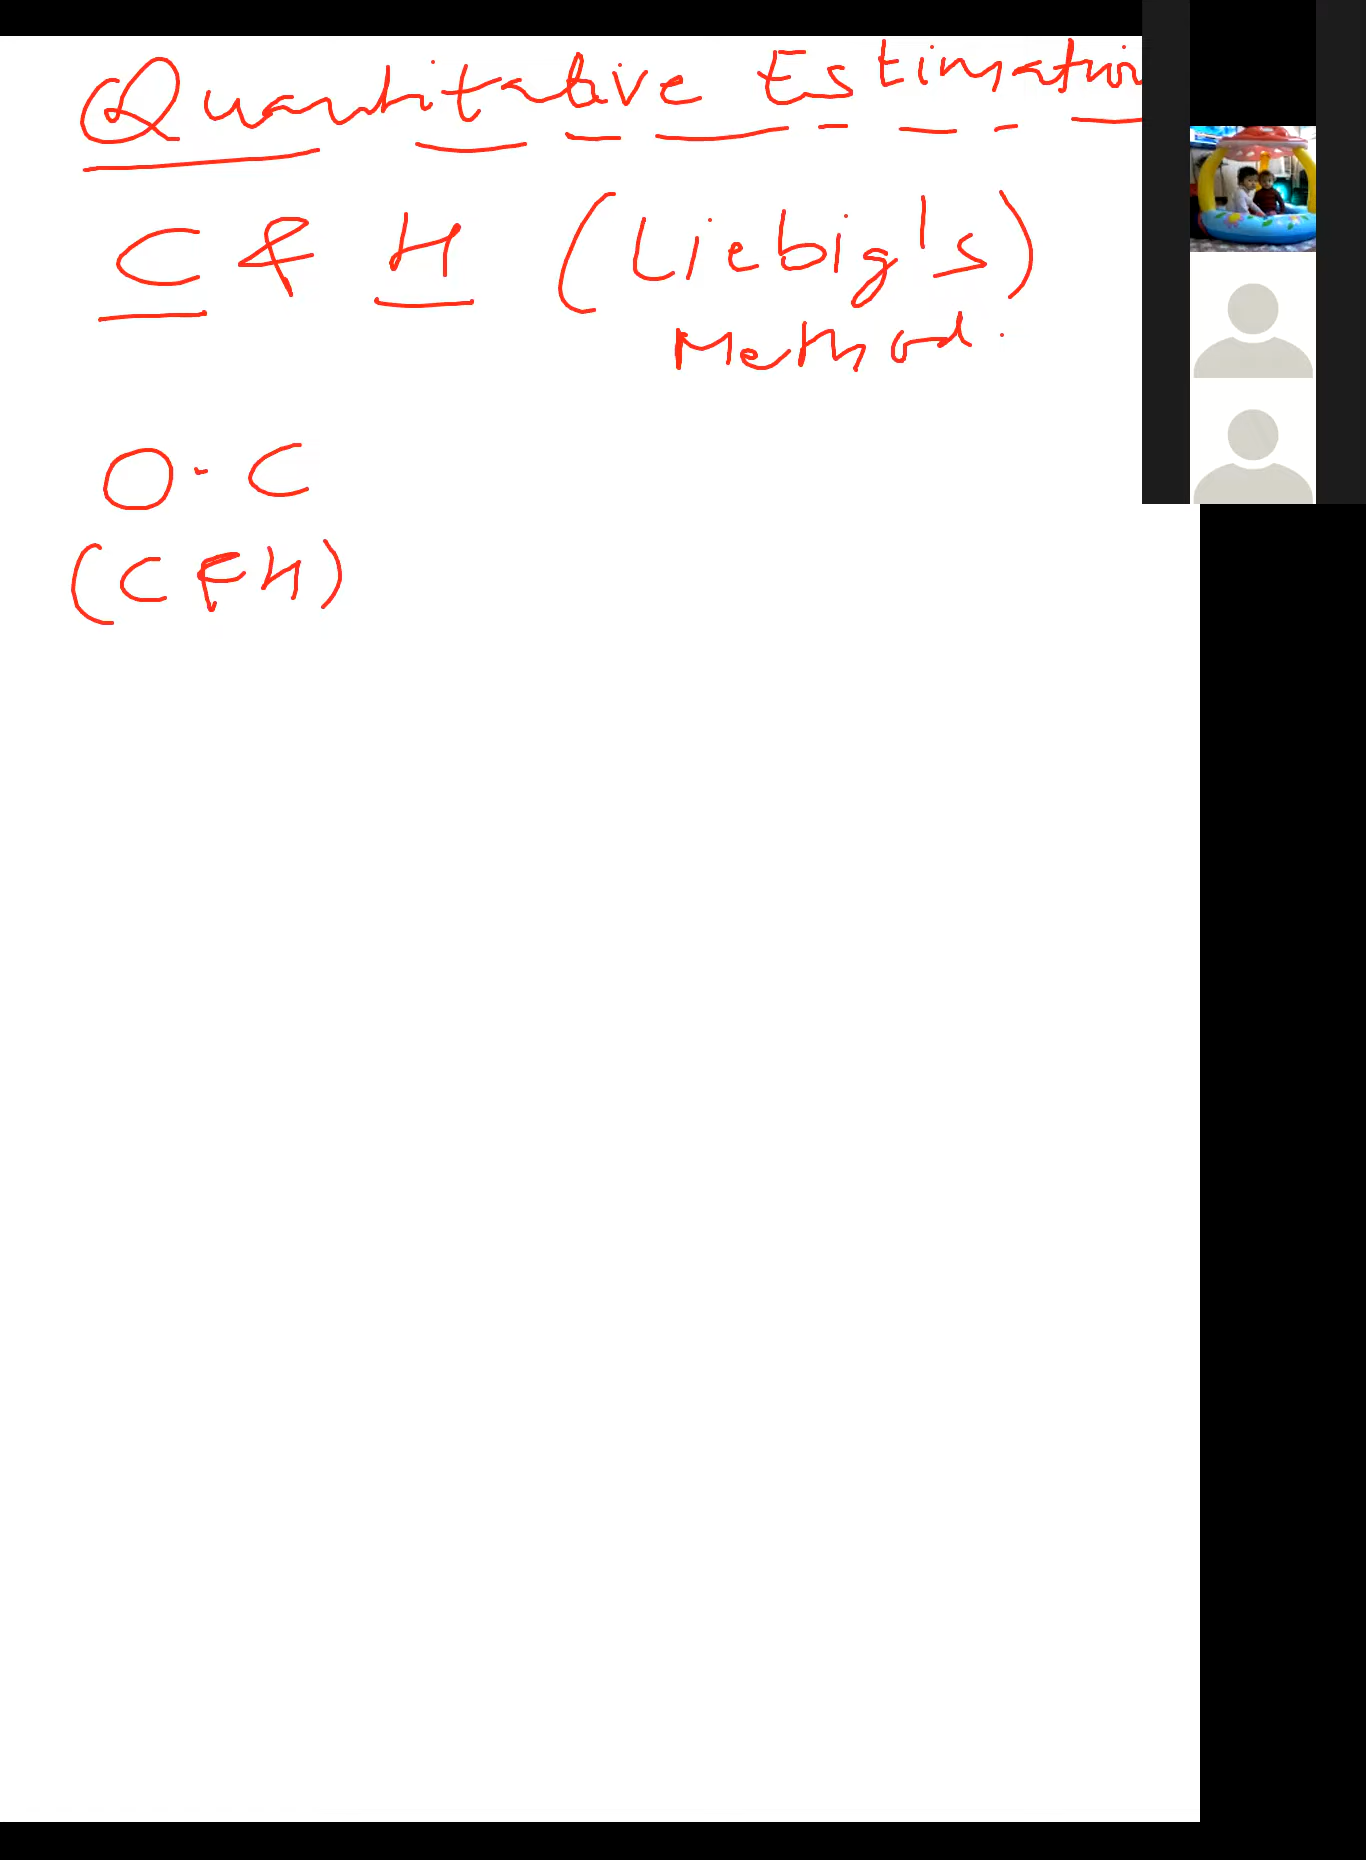 Quantitative Estimation
C & H (Liebig's)
Method.
O.C
(C & H)